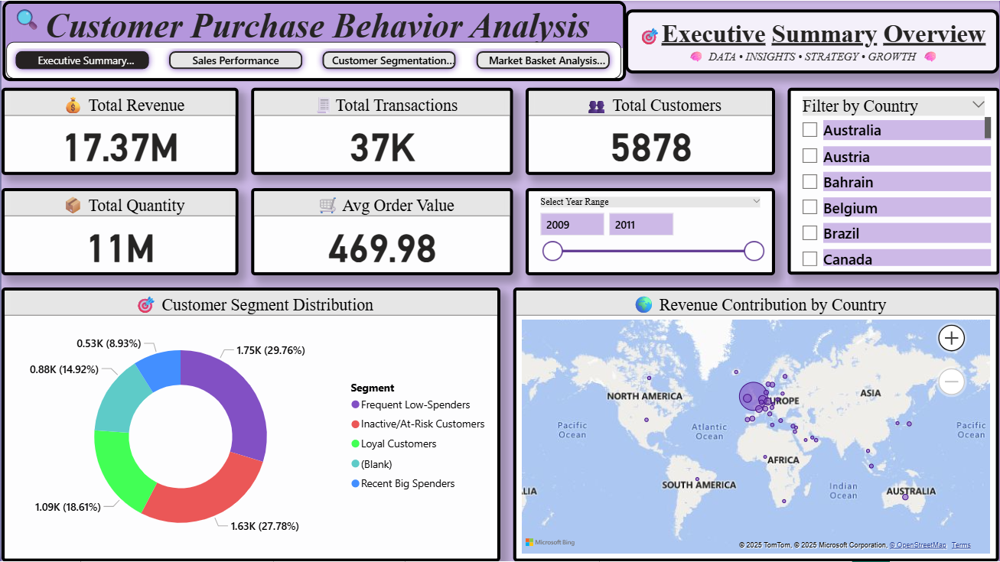 Customer Purchase Behavior Analysis
Executive Summary...
Sales Performance
Customer Segmentation...
Market Basket Analysis...
Executive Summary Overview
DATA • INSIGHTS • STRATEGY • GROWTH
Total Revenue
17.37M
Total Transactions
37K
Total Customers
5878
Filter by Country
Australia
Austria
Bahrain
Belgium
Brazil
Canada
Total Quantity
11M
Avg Order Value
469.98
Select Year Range
2009
2011
Customer Segment Distribution
0.53K (8.93%)
0.88K (14.92%)
1.09K (18.61%)
1.75K (29.76%)
1.63K (27.78%)
Segment
Frequent Low-Spenders
Inactive/At-Risk Customers
Loyal Customers
(Blank)
Recent Big Spenders
Revenue Contribution by Country
NORTH AMERICA
EUROPE
ASIA
Pacific
Ocean
Atlantic
Ocean
Pacific
Ocean
AFRICA
SOUTH AMERICA
Indian
Ocean
AUSTRALIA
LIA
Microsoft Bing
© 2025 TomTom, © 2025 Microsoft Corporation, © OpenStreetMap Terms